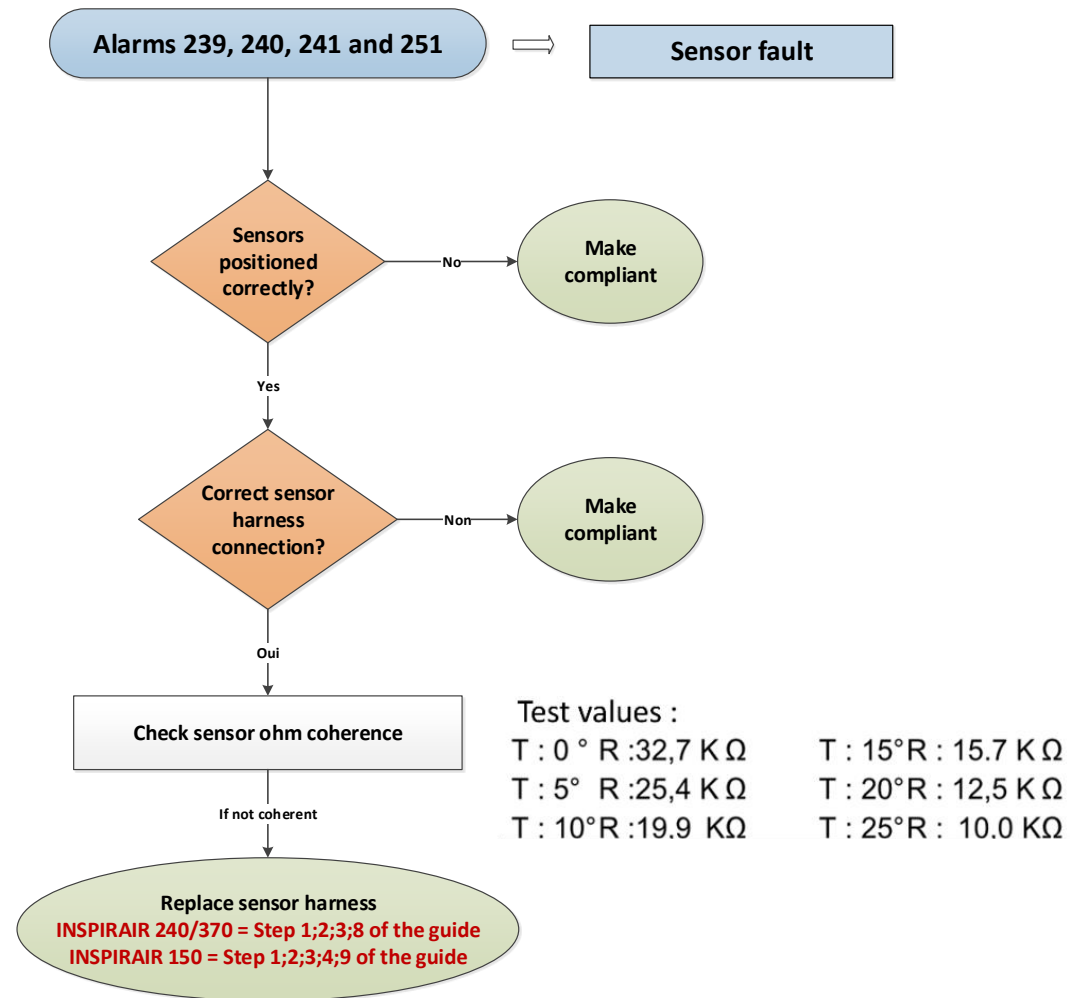 Alarms 239, 240, 241 and 251
Sensor fault
Sensors
positioned
correctly?
No
Make
compliant
Yes
Correct sensor
harness
connection?
Non
Make
compliant
Oui
Check sensor ohm coherence
Test values :
T : 0 ° R :32,7 K Ω
T : 15°R : 15.7 K Ω
T : 5° R :25,4 K Ω
T : 20°R : 12,5 K Ω
T : 10°R :19.9 KΩ
T : 25°R : 10.0 KΩ
If not coherent
Replace sensor harness
INSPIRAIR 240/370 = Step 1;2;3;8 of the guide
INSPIRAIR 150 = Step 1;2;3;4;9 of the guide